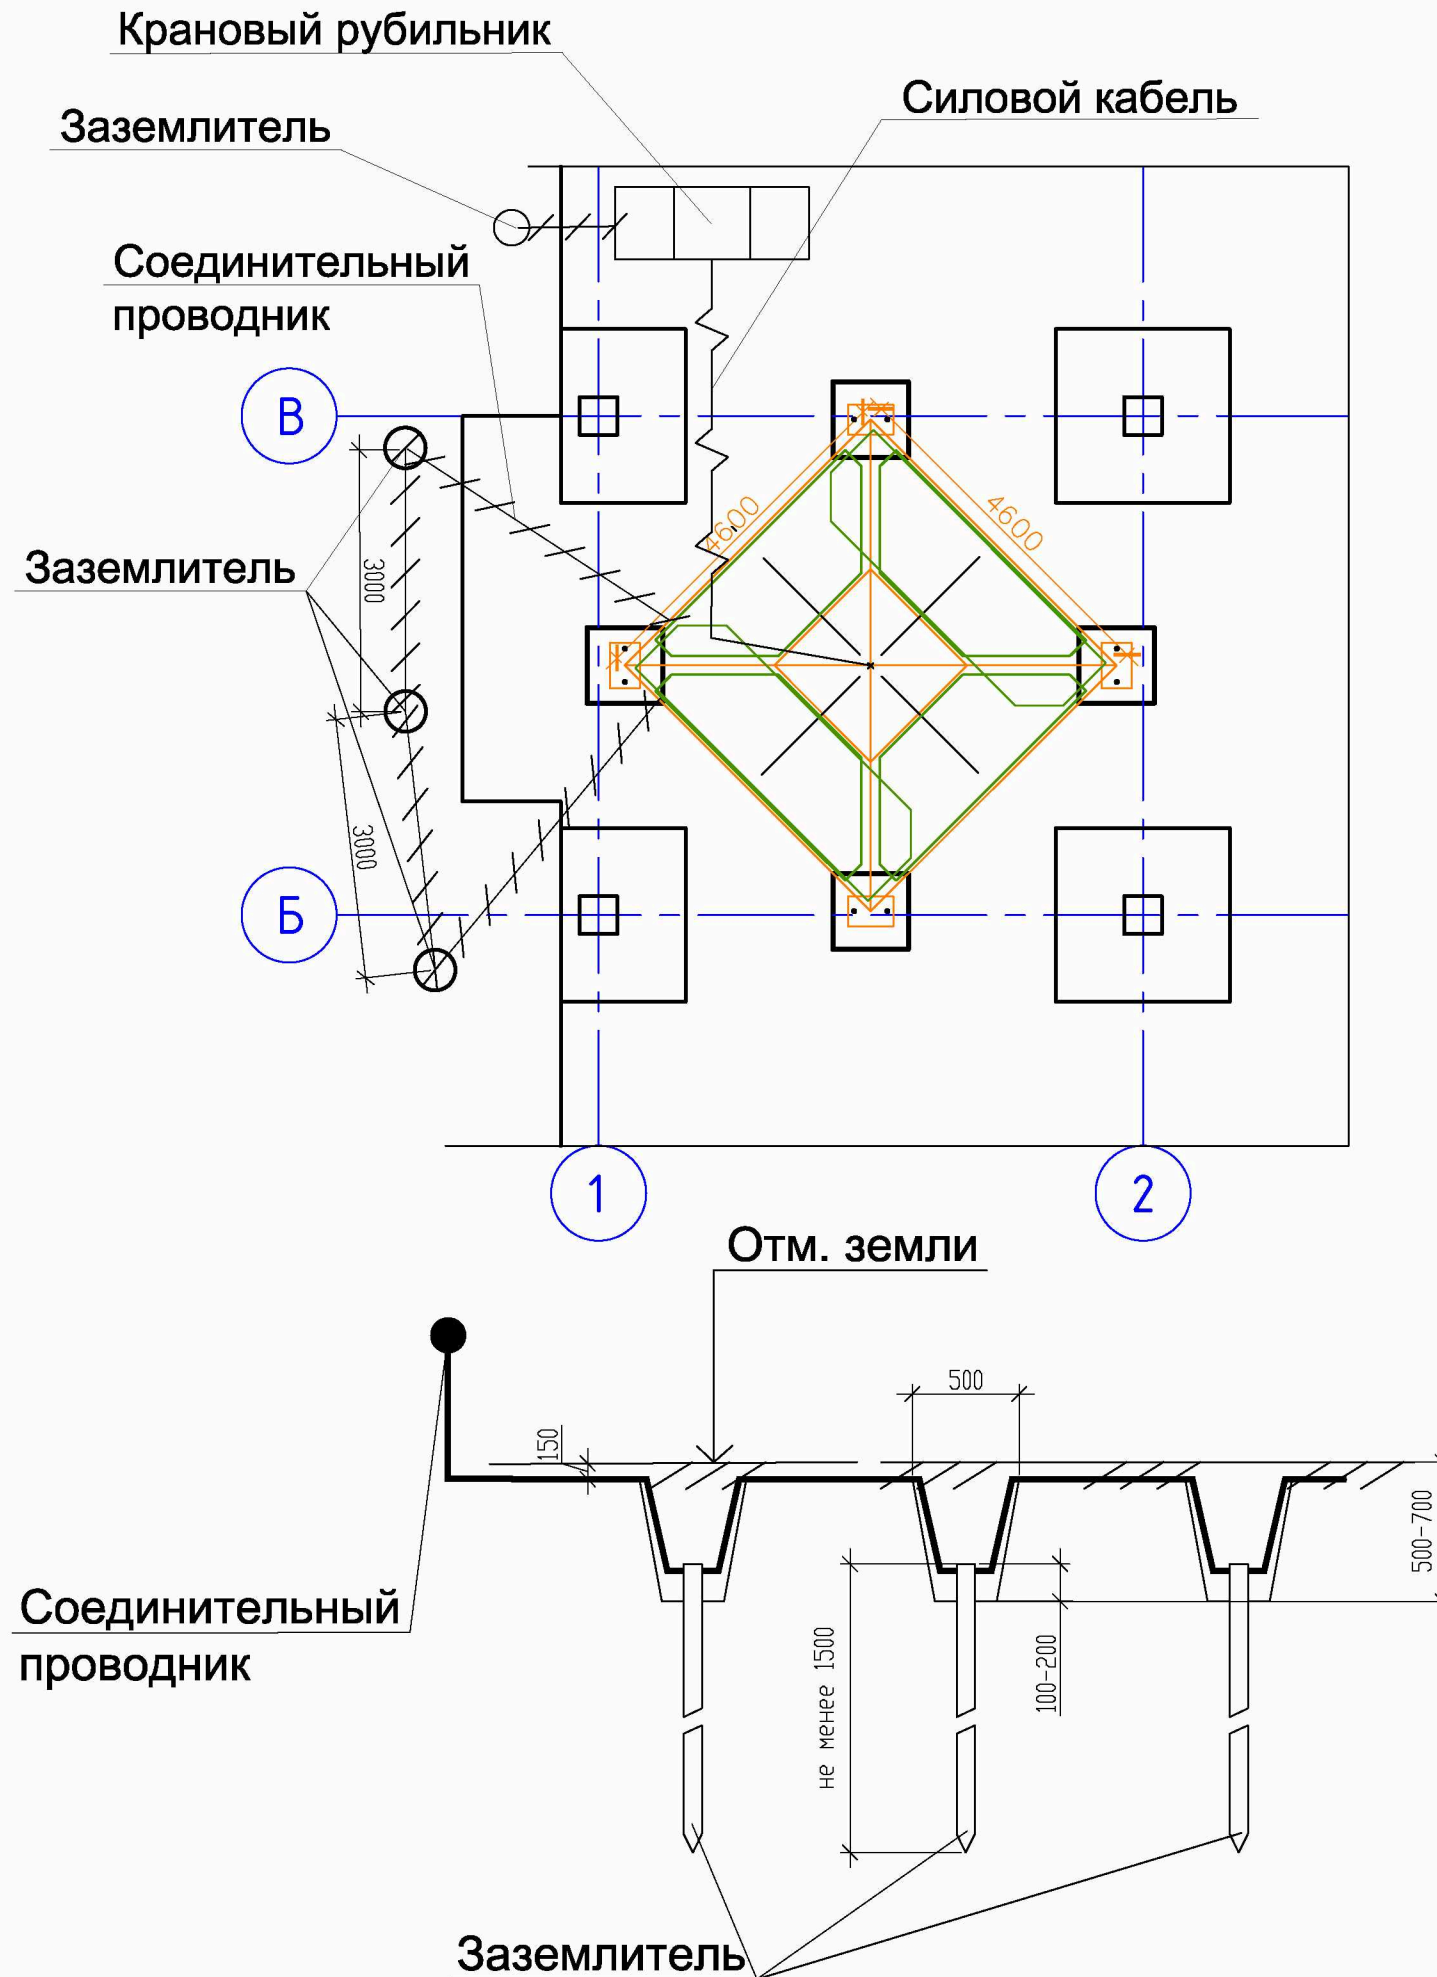 Крановый рубильник
Силовой кабель
Заземлитель
Соединительный
проводник
В
4600
4600
Заземлитель
3000
3000
Б
1
2
Отм. земли
500
150
500-700
Соединительный
проводник
не менее 1500
100-200
Заземлитель